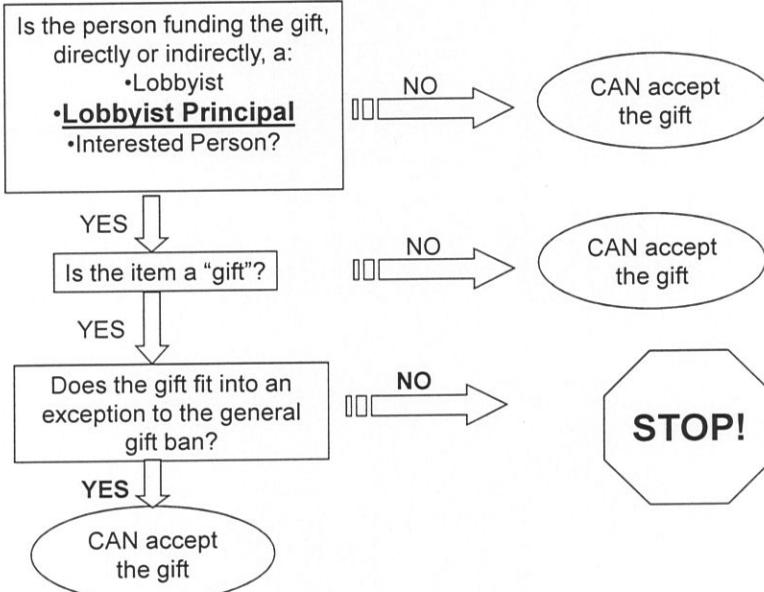 Is the person funding the gift,
directly or indirectly, a:
•Lobbyist
•Lobbyist Principal
•Interested Person?
NO
CAN accept
the gift
YES
Is the item a “gift”?
NO
CAN accept
the gift
YES
Does the gift fit into an
exception to the general
gift ban?
NO
STOP!
YES
CAN accept
the gift